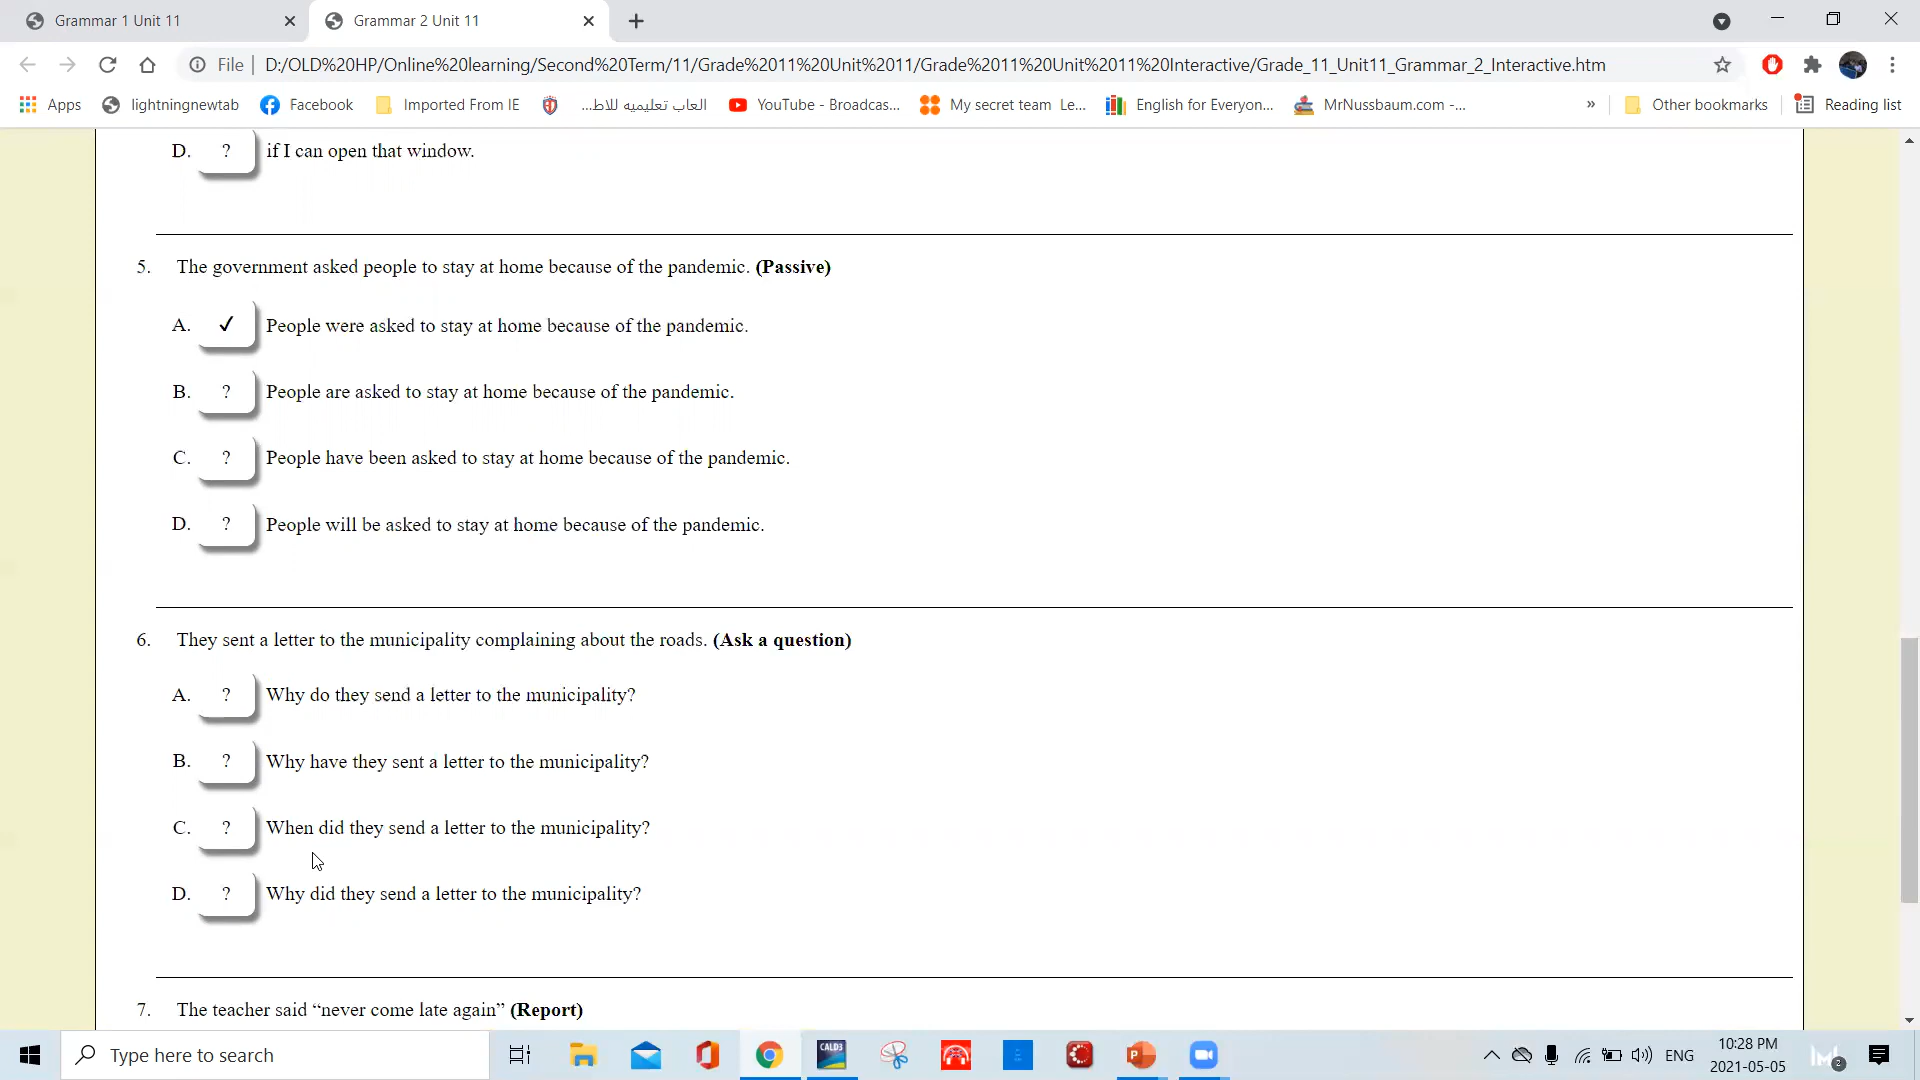 Grammar 1 Unit 11
Grammar 2 Unit 11
File
D:/OLD%20HP/Online%20learning/Second%20Term/11/Grade%2011%20Unit%2011/Grade%2011%20Unit%2011%20Interactive/Grade_11_Unit11_Grammar_2_Interactive.htm
Apps
lightningnewtab
Facebook
Imported From IE
العاب تعليميه للاط...
YouTube - Broadcas...
My secret team Le...
English for Everyon...
MrNussbaum.com -...
»
Other bookmarks
Reading list
D. ? if I can open that window.
5. The government asked people to stay at home because of the pandemic. (Passive)
A. ✓ People were asked to stay at home because of the pandemic.
B. ? People are asked to stay at home because of the pandemic.
C. ? People have been asked to stay at home because of the pandemic.
D. ? People will be asked to stay at home because of the pandemic.
6. They sent a letter to the municipality complaining about the roads. (Ask a question)
A. ? Why do they send a letter to the municipality?
B. ? Why have they sent a letter to the municipality?
C. ? When did they send a letter to the municipality?
D. ? Why did they send a letter to the municipality?
7. The teacher said “never come late again” (Report)
Type here to search
CALD3
ENG
10:28 PM
2021-05-05
2